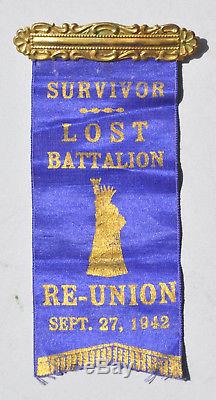 SURVIVOR
LOST
BATTALION
RE-UNION
SEPT. 27, 1942